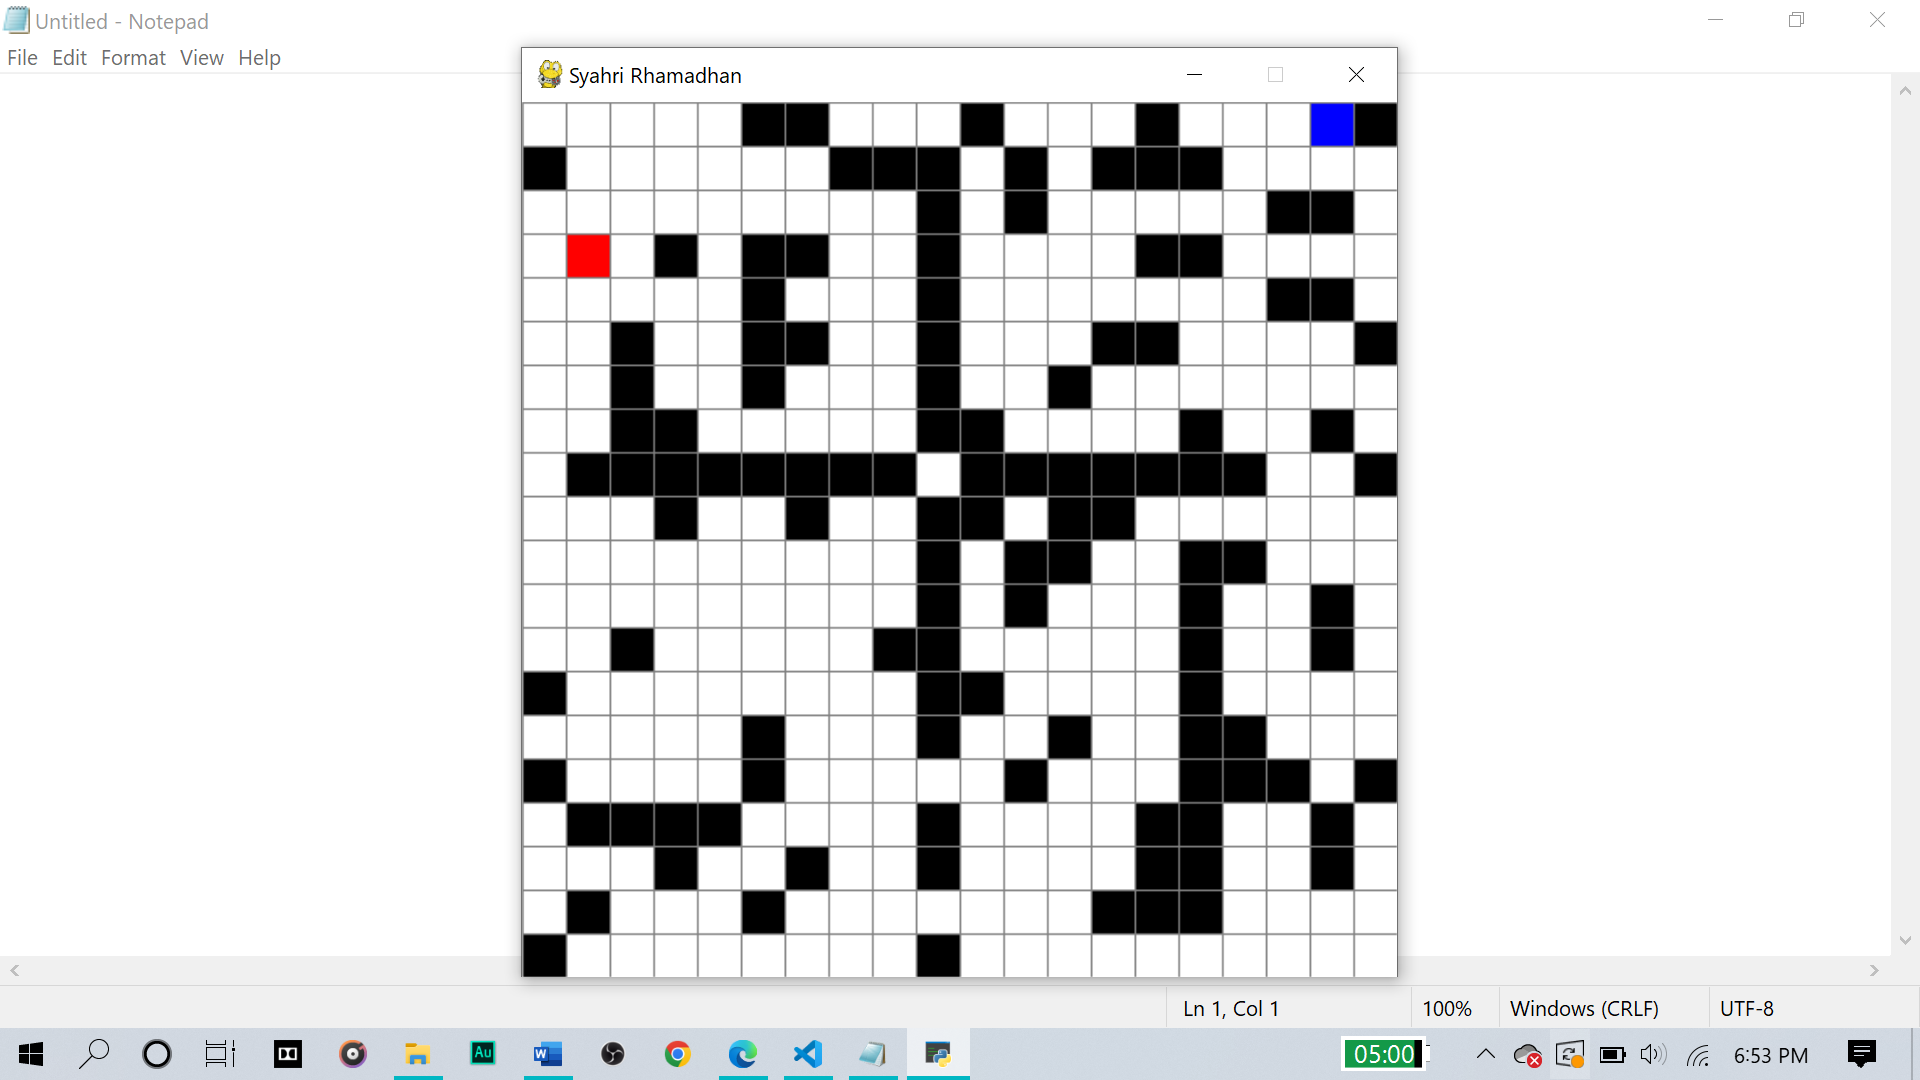 Untitled - Notepad
File Edit Format View Help
Syahri Rhamadhan
Ln 1, Col 1
100%
Windows (CRLF)
UTF-8
Au
W
05:00
6:53 PM